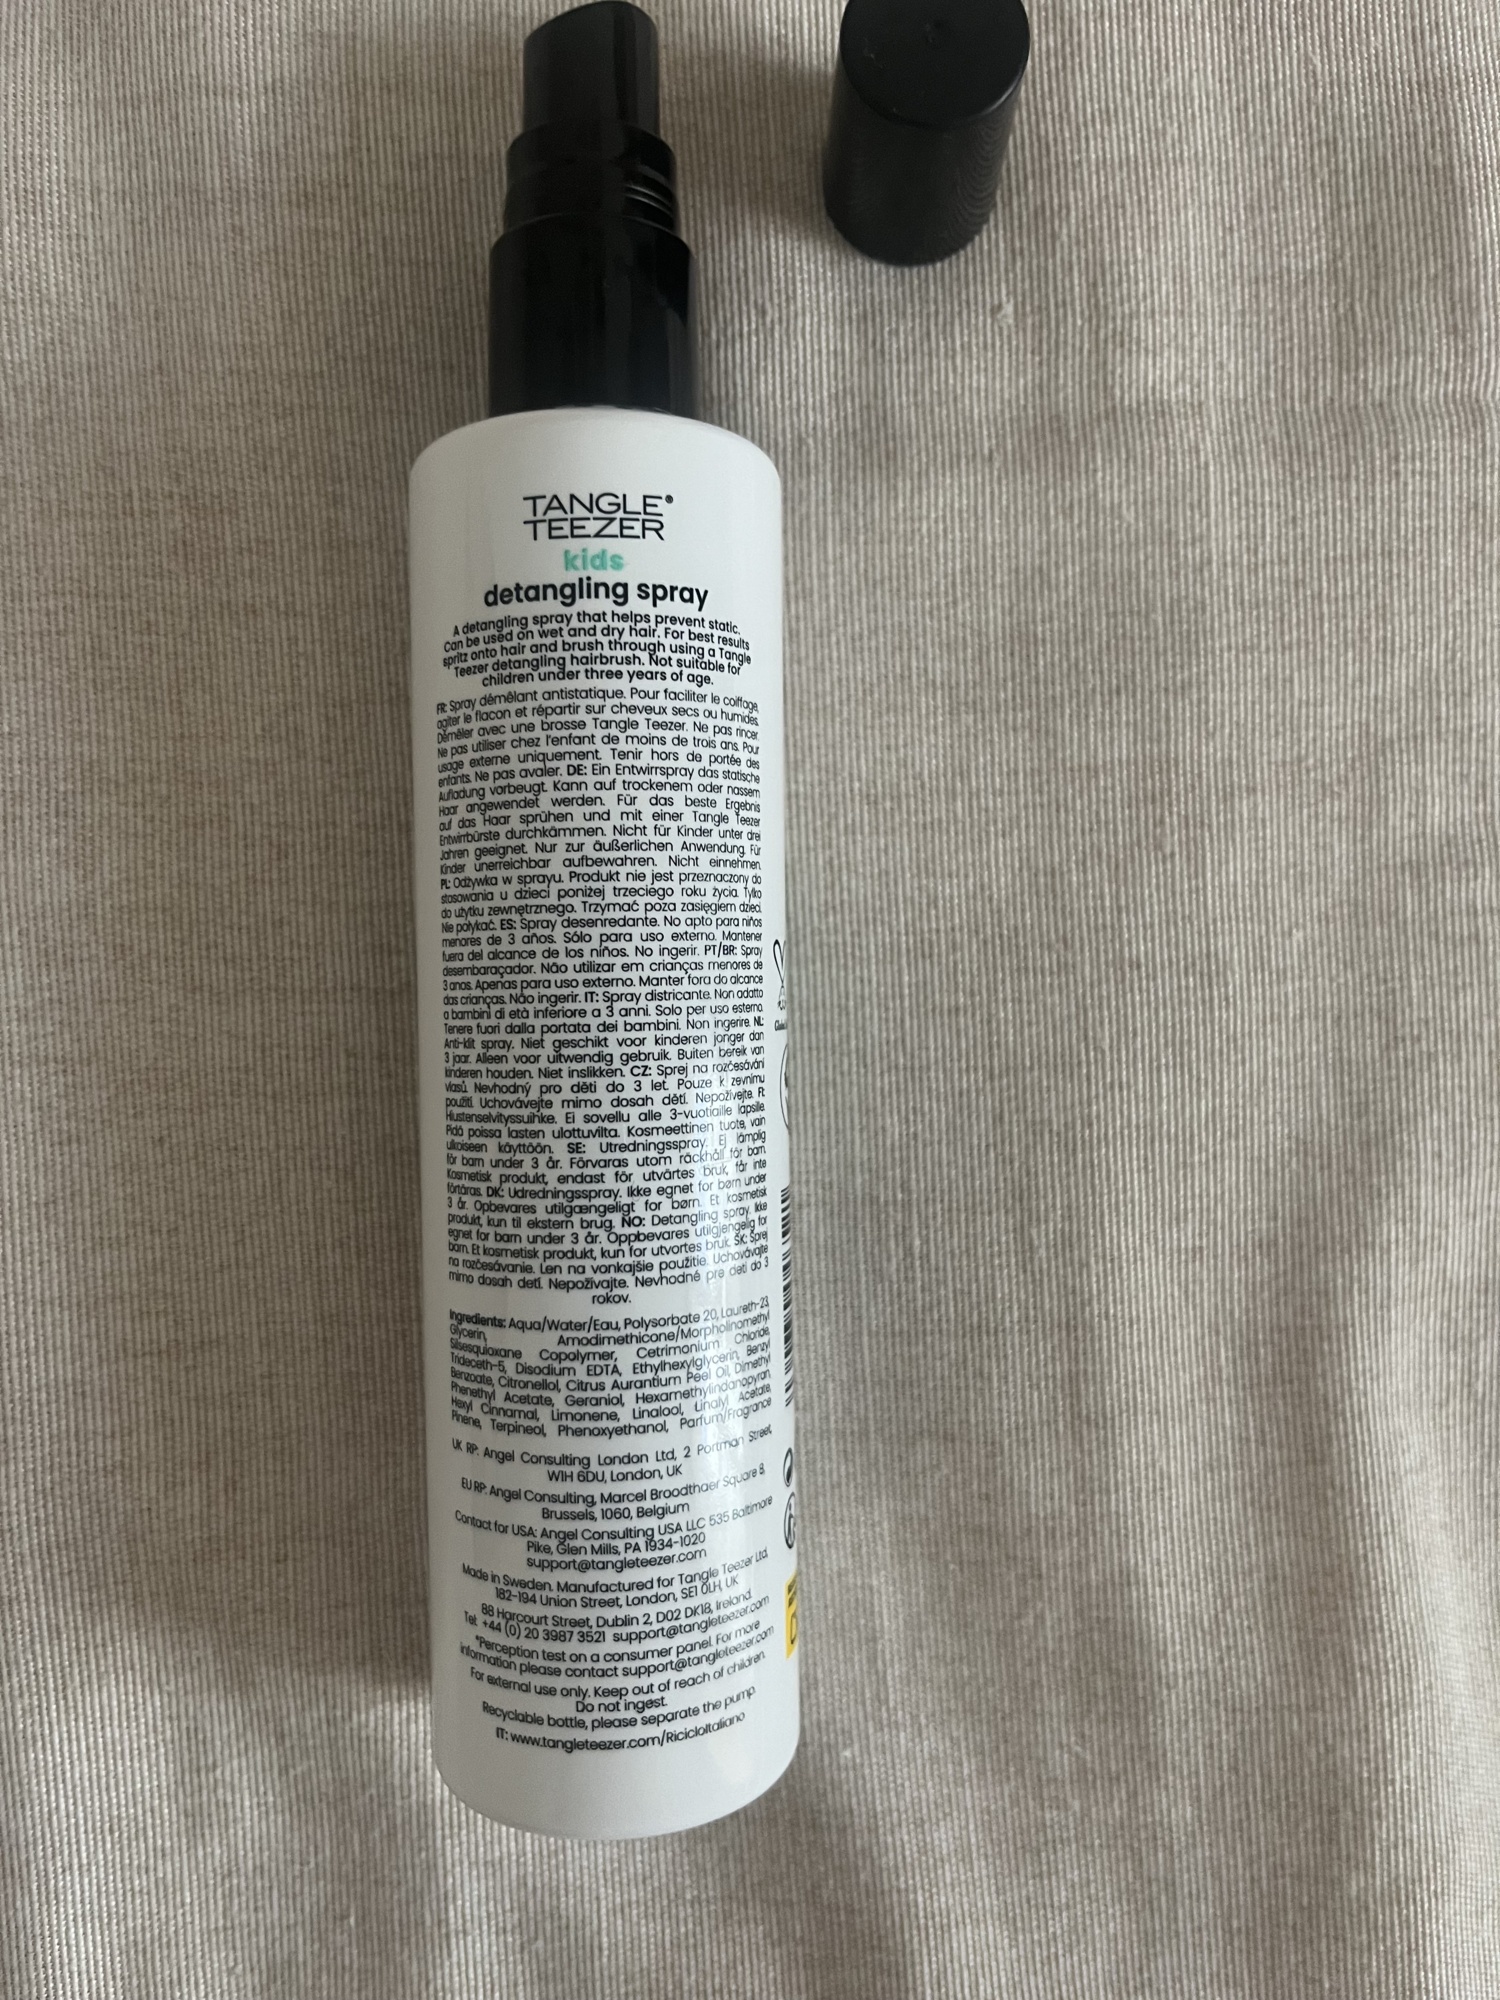 TANGLE®
TEEZER
kids
detangling spray
A detangling spray that helps prevent static.
Can be used on wet and dry hair. For best results
spritz onto hair and brush through using a Tangle
Teezer detangling hairbrush. Not suitable for
children under three years of age.
FR: Spray démêlant antistatique. Pour faciliter le coiffage,
agiter le flacon et répartir sur cheveux secs ou humides.
Démêler avec une brosse Tangle Teezer. Ne pas rincer.
Ne pas utiliser chez l'enfant de moins de trois ans. Pour
usage externe uniquement. Tenir hors de portée des
enfants. Ne pas avaler. DE: Ein Entwirrspray das statische
Aufladung vorbeugt. Kann auf trockenem oder nassem
Haar angewendet werden. Für das beste Ergebnis
auf das Haar sprühen und mit einer Tangle Teezer
Entwirrbürste durchkämmen. Nicht für Kinder unter drei
Jahren geeignet. Nur zur äußerlichen Anwendung. Für
Kinder unerreichbar aufbewahren. Nicht einnehmen.
PL: Odżywka w sprayu. Produkt nie jest przeznaczony do
stosowania u dzieci poniżej trzeciego roku życia. Tylko
do użytku zewnętrznego. Trzymać poza zasięgiem dzieci.
Nie połykać. ES: Spray desenredante. No apto para niños
menores de 3 años. Sólo para uso externo. Mantener
fuera del alcance de los niños. No ingerir. PT/BR: Spray
desembaraçador. Não utilizar em crianças menores de
3 anos. Apenas para uso externo. Manter fora do alcance
das crianças. Não ingerir. IT: Spray districante. Non adatto
a bambini di età inferiore a 3 anni. Solo per uso esterno.
Tenere fuori dalla portata dei bambini. Non ingerire. NL:
Anti-klit spray. Niet geschikt voor kinderen jonger dan
3 jaar. Alleen voor uitwendig gebruik. Buiten bereik van
kinderen houden. Niet inslikken. CZ: Sprej na rozčesávání
vlasů. Nevhodný pro děti do 3 let. Pouze k zevnímu
použití. Uchovávejte mimo dosah dětí. Nepožívejte. FI:
Hiustenselvityssuihke. Ei sovellu alle 3-vuotiaille lapsille.
Pidä poissa lasten ulottuvilta. Kosmeettinen tuote, vain
ulkoiseen käyttöön. SE: Utredningsspray. Ej lämplig
för barn under 3 år. Förvaras utom räckhåll för barn.
Kosmetisk produkt, endast för utvärtes bruk, får inte
förtäras. DK: Udredningsspray. Ikke egnet for børn under
3 år. Opbevares utilgængeligt for børn. Et kosmetisk
produkt, kun til ekstern brug. NO: Detangling spray. Ikke
egnet for barn under 3 år. Oppbevares utilgjengelig for
barn. Et kosmetisk produkt, kun for utvortes bruk. SK: Sprej
na rozčesávanie. Len na vonkajšie použitie. Uchovávajte
mimo dosah detí. Nepožívajte. Nevhodné pre deti do 3
rokov.
Ingredients: Aqua/Water/Eau, Polysorbate 20, Laureth-23,
Glycerin, Amodimethicone/Morpholinomethyl
Silsesquioxane Copolymer, Cetrimonium Chloride,
Trideceth-5, Disodium EDTA, Ethylhexylglycerin, Benzyl
Benzoate, Citronellol, Citrus Aurantium Peel Oil, Dimethyl
Phenethyl Acetate, Geraniol, Hexamethylindanopyran,
Hexyl Cinnamal, Limonene, Linalool, Linalyl Acetate,
Pinene, Terpineol, Phenoxyethanol, Parfum/Fragrance
UK RP: Angel Consulting London Ltd, 2 Portman Street,
W1H 6DU, London, UK
EU RP: Angel Consulting, Marcel Broodthaer Square 8,
Brussels, 1060, Belgium
Contact for USA: Angel Consulting USA LLC 535 Baltimore
Pike, Glen Mills, PA 1934-1020
support@tangleteezer.com
Made in Sweden. Manufactured for Tangle Teezer Ltd.
182-194 Union Street, London, SE1 0LH, UK
88 Harcourt Street, Dublin 2, D02 DK18, Ireland.
Tel: +44 (0) 20 3987 3521 support@tangleteezer.com
*Perception test on a consumer panel. For more
information please contact support@tangleteezer.com
For external use only. Keep out of reach of children.
Do not ingest.
Recyclable bottle, please separate the pump.
IT: www.tangleteezer.com/RicicloItaliano